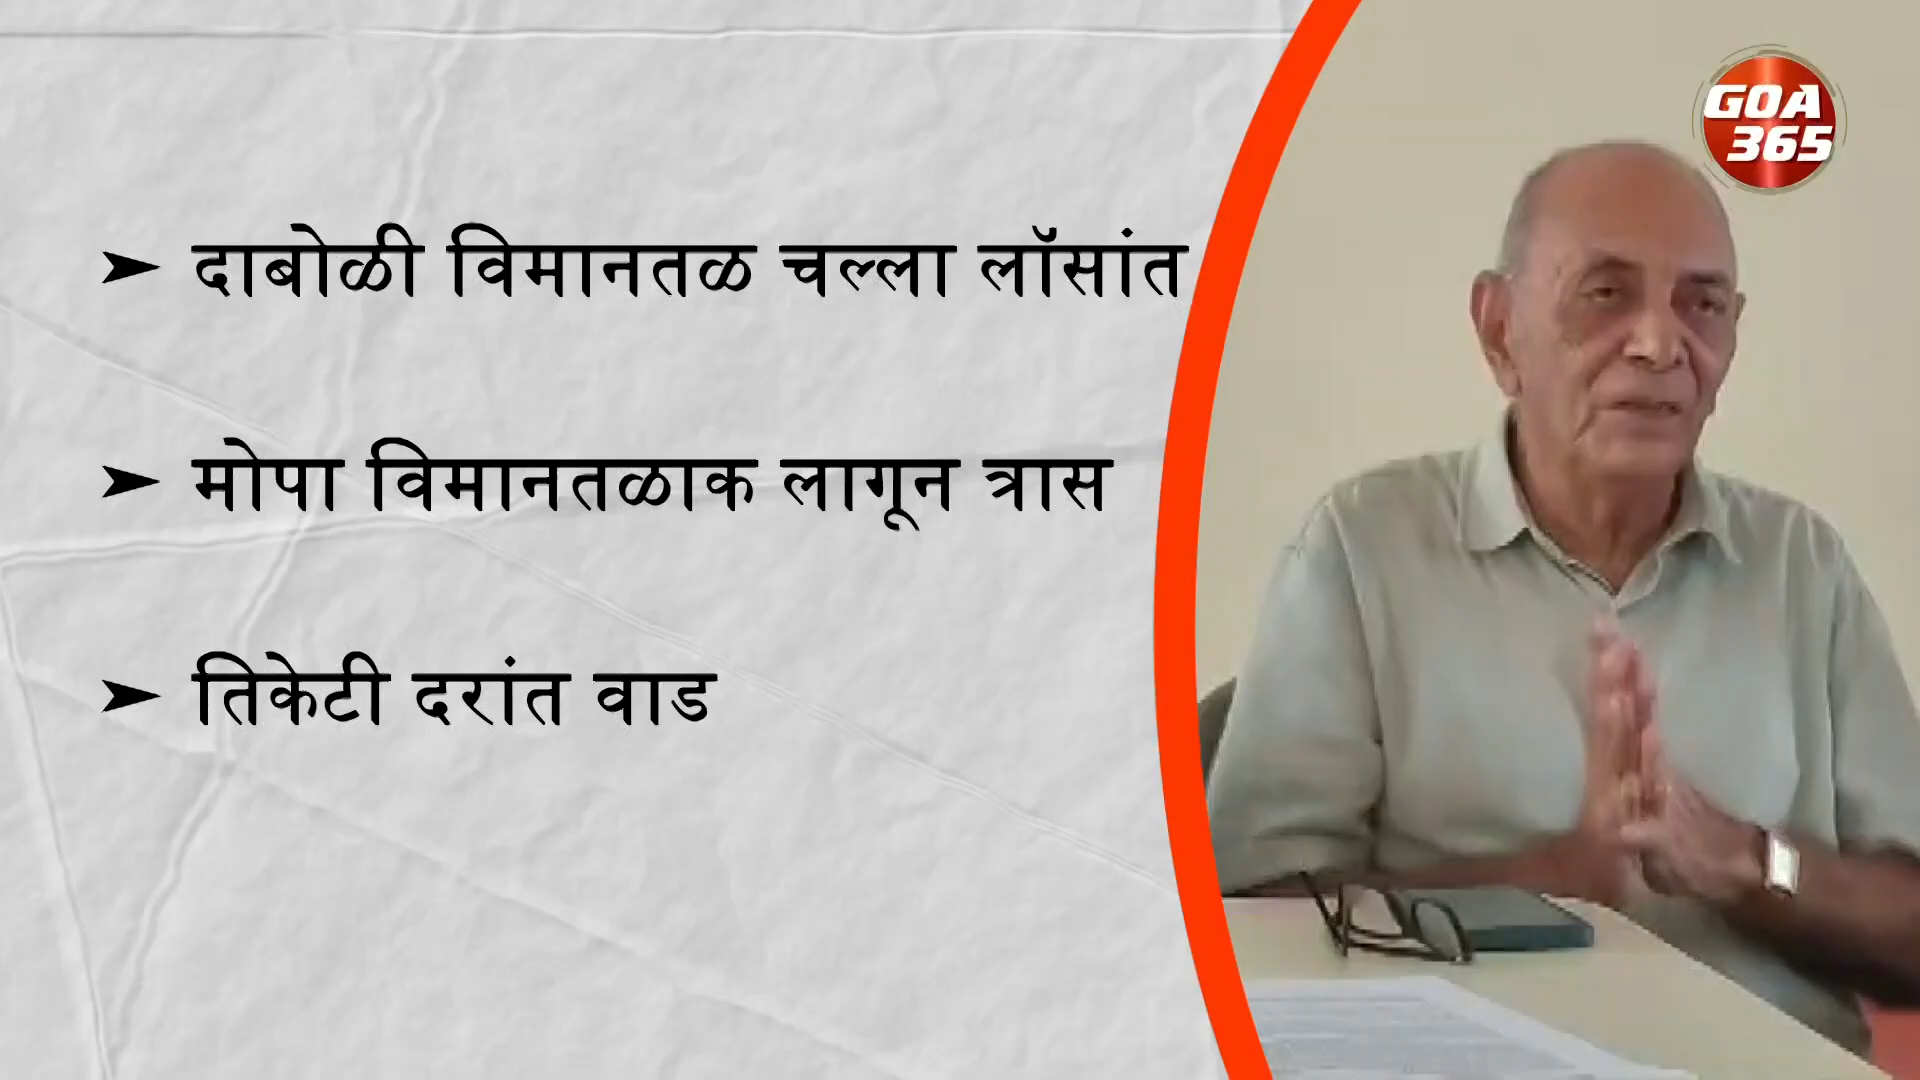 GOA
365
➤ दाबोळी विमानतळ चल्ला लॉसांत
➤ मोपा विमानतळाक लागून त्रास
➤ तिकेटी दरांत वाड